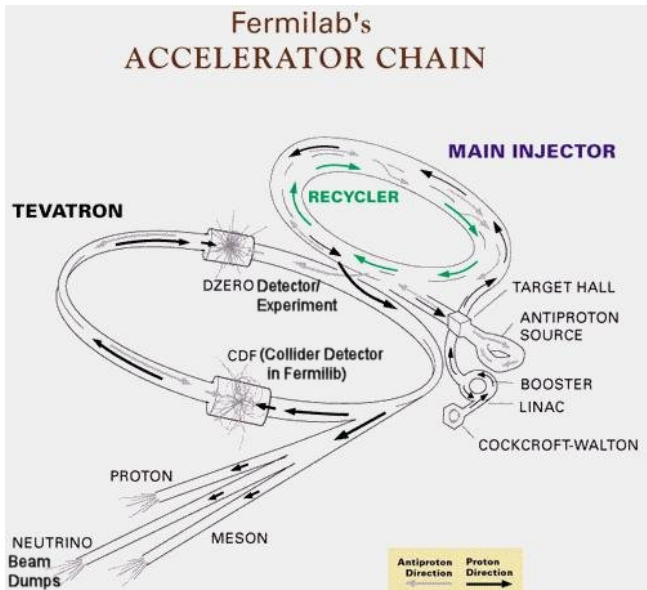 Fermilab's
ACCELERATOR CHAIN
MAIN INJECTOR
RECYCLER
TEVATRON
DZERO Detector/
Experiment
TARGET HALL
ANTIPROTON
SOURCE
CDF (Collider Detector
in Fermilib)
BOOSTER
LINAC
COCKCROFT-WALTON
PROTON
NEUTRINO
MESON
Beam
Dumps
Antiproton
Direction
Proton
Direction